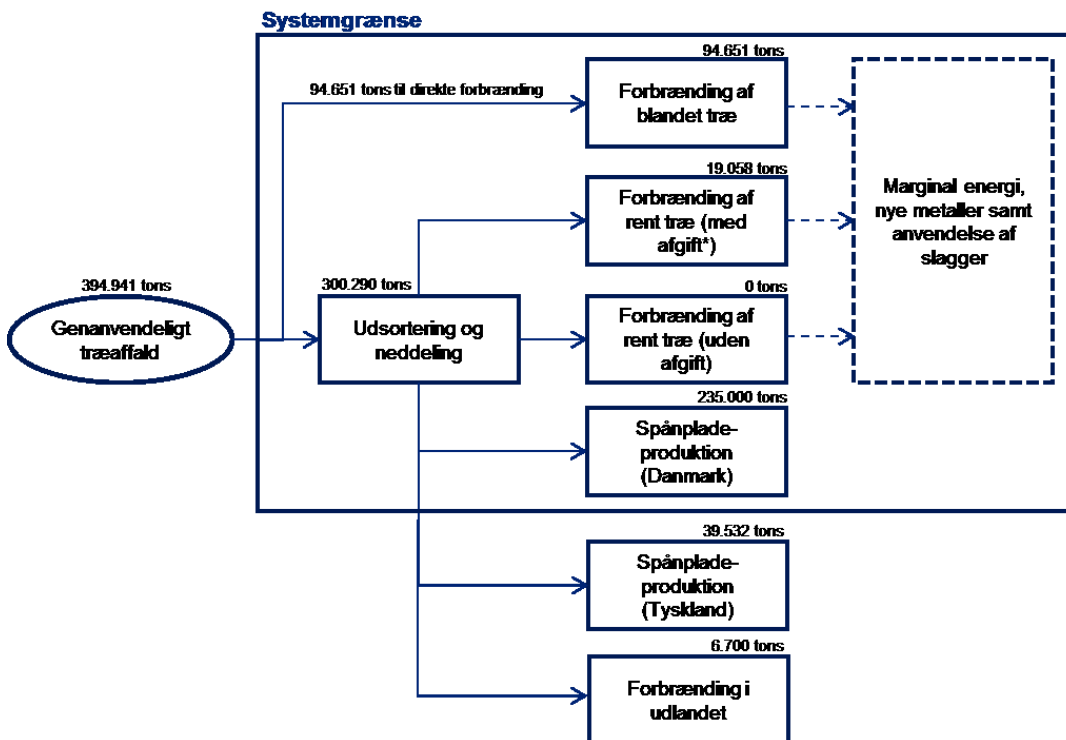 Systemgrænse
94.651 tons
94.651 tons til direkte forbrænding
Forbrænding af
blandet træ
19.058 tons
Forbrænding af
rent træ (med
afgift*)
Marginal energi,
nye metaller samt
anvendelse af
slagger
394.941 tons
Genanvendeligt
træaffald
300.290 tons
Udsortering og
neddeling
0 tons
Forbrænding af
rent træ (uden
afgift)
235.000 tons
Spånplade-
produktion
(Danmark)
39.532 tons
Spånplade-
produktion
(Tyskland)
6.700 tons
Forbrænding i
udlandet